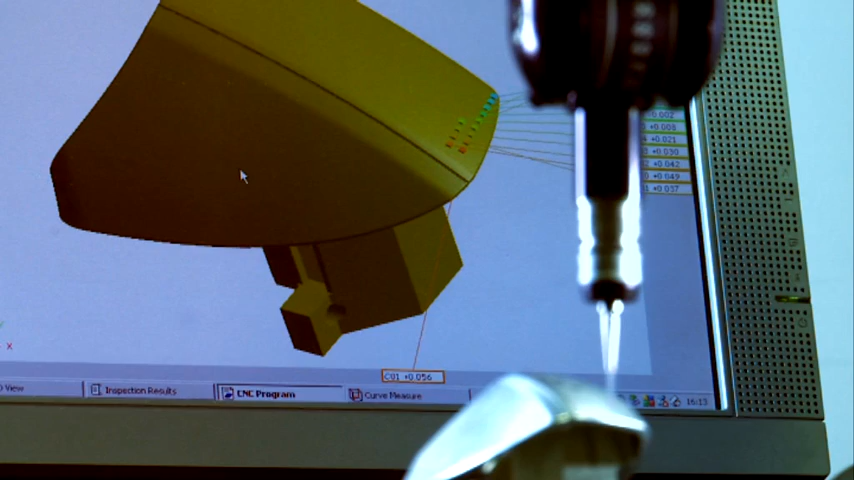 +0.002
+0.003
+0.021
+0.030
+0.042
+0.049
+0.037
X
C01 +0.056
View
Inspection Results
CNC Program
Curve Measure
16:13